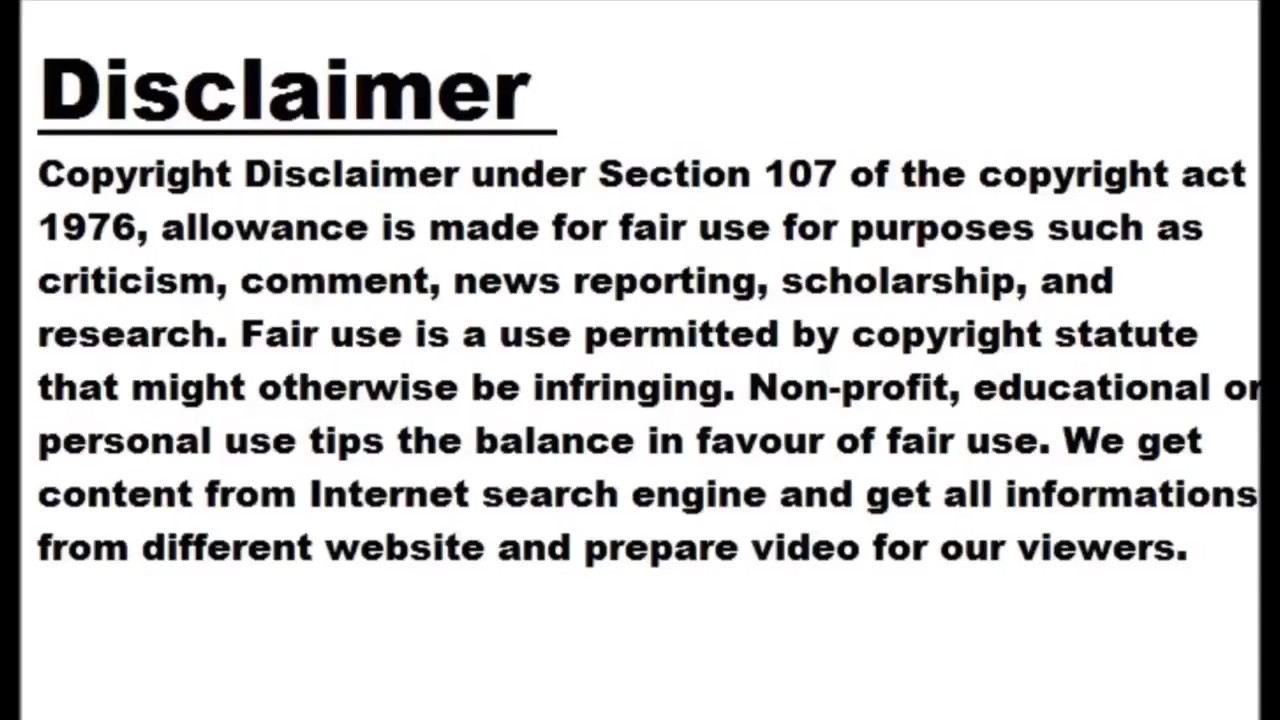 Disclaimer
Copyright Disclaimer under Section 107 of the copyright act
1976, allowance is made for fair use for purposes such as
criticism, comment, news reporting, scholarship, and
research. Fair use is a use permitted by copyright statute
that might otherwise be infringing. Non-profit, educational or
personal use tips the balance in favour of fair use. We get
content from Internet search engine and get all informations
from different website and prepare video for our viewers.